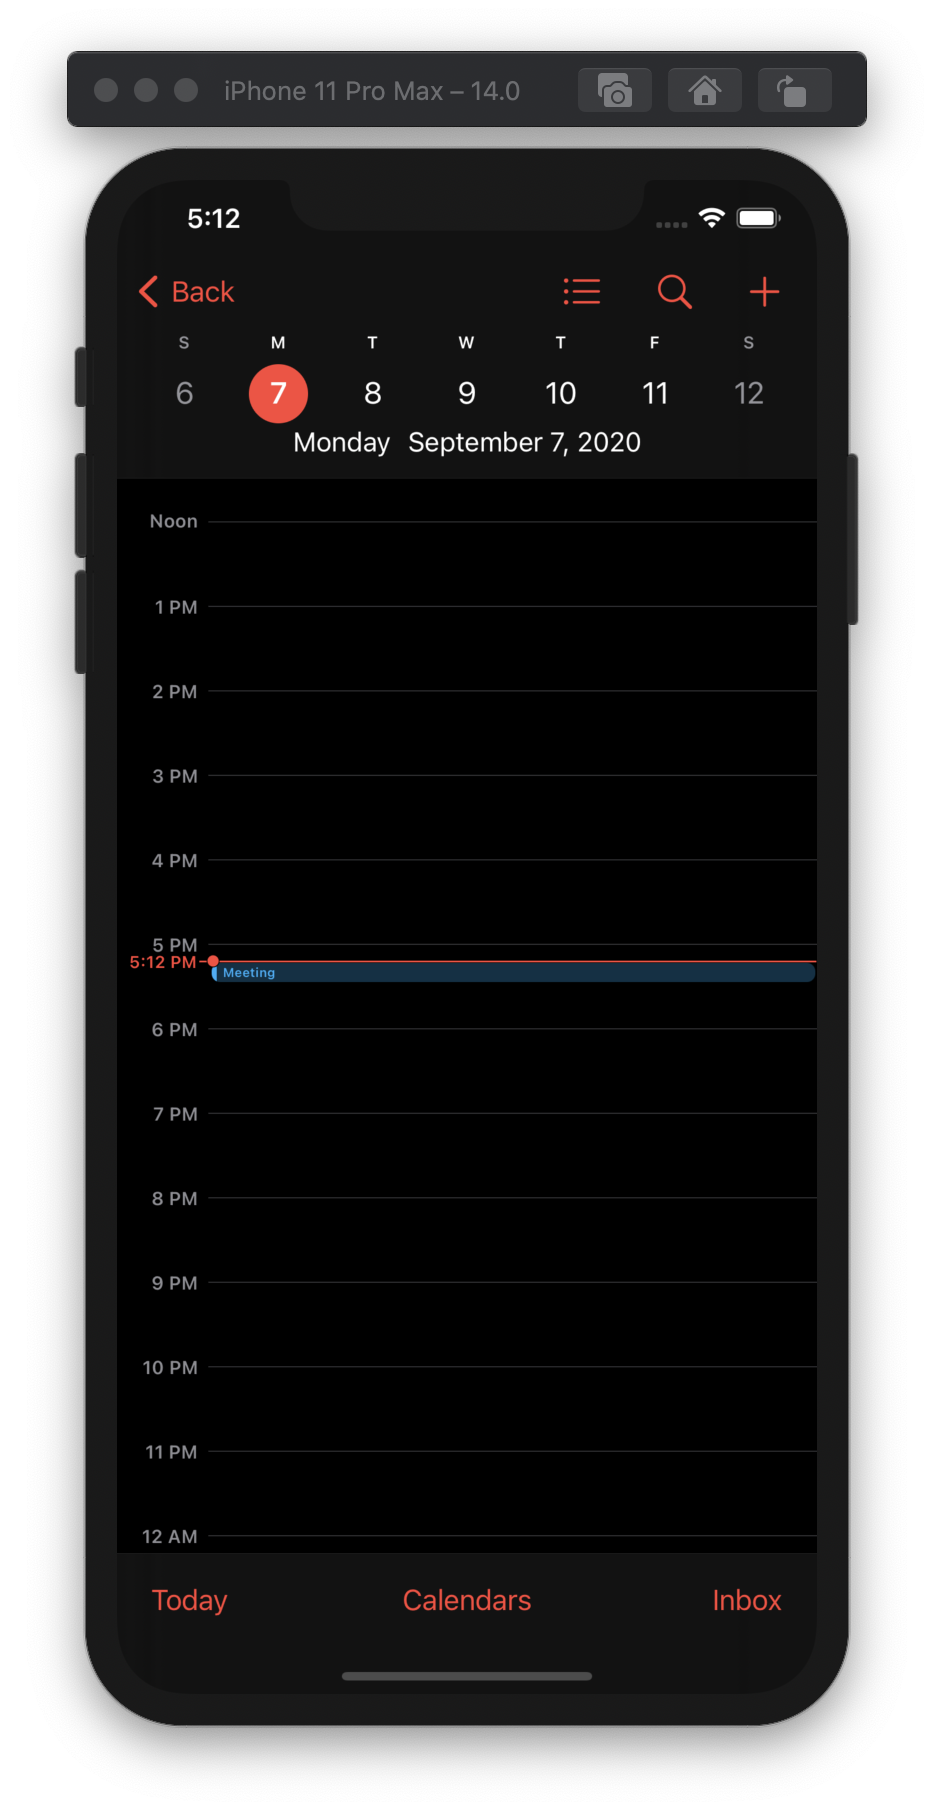 iPhone 11 Pro Max – 14.0
5:12
Back
S M T W T F S
6 7 8 9 10 11 12
Monday September 7, 2020
Noon
1 PM
2 PM
3 PM
4 PM
5 PM
5:12 PM
Meeting
6 PM
7 PM
8 PM
9 PM
10 PM
11 PM
12 AM
Today Calendars Inbox